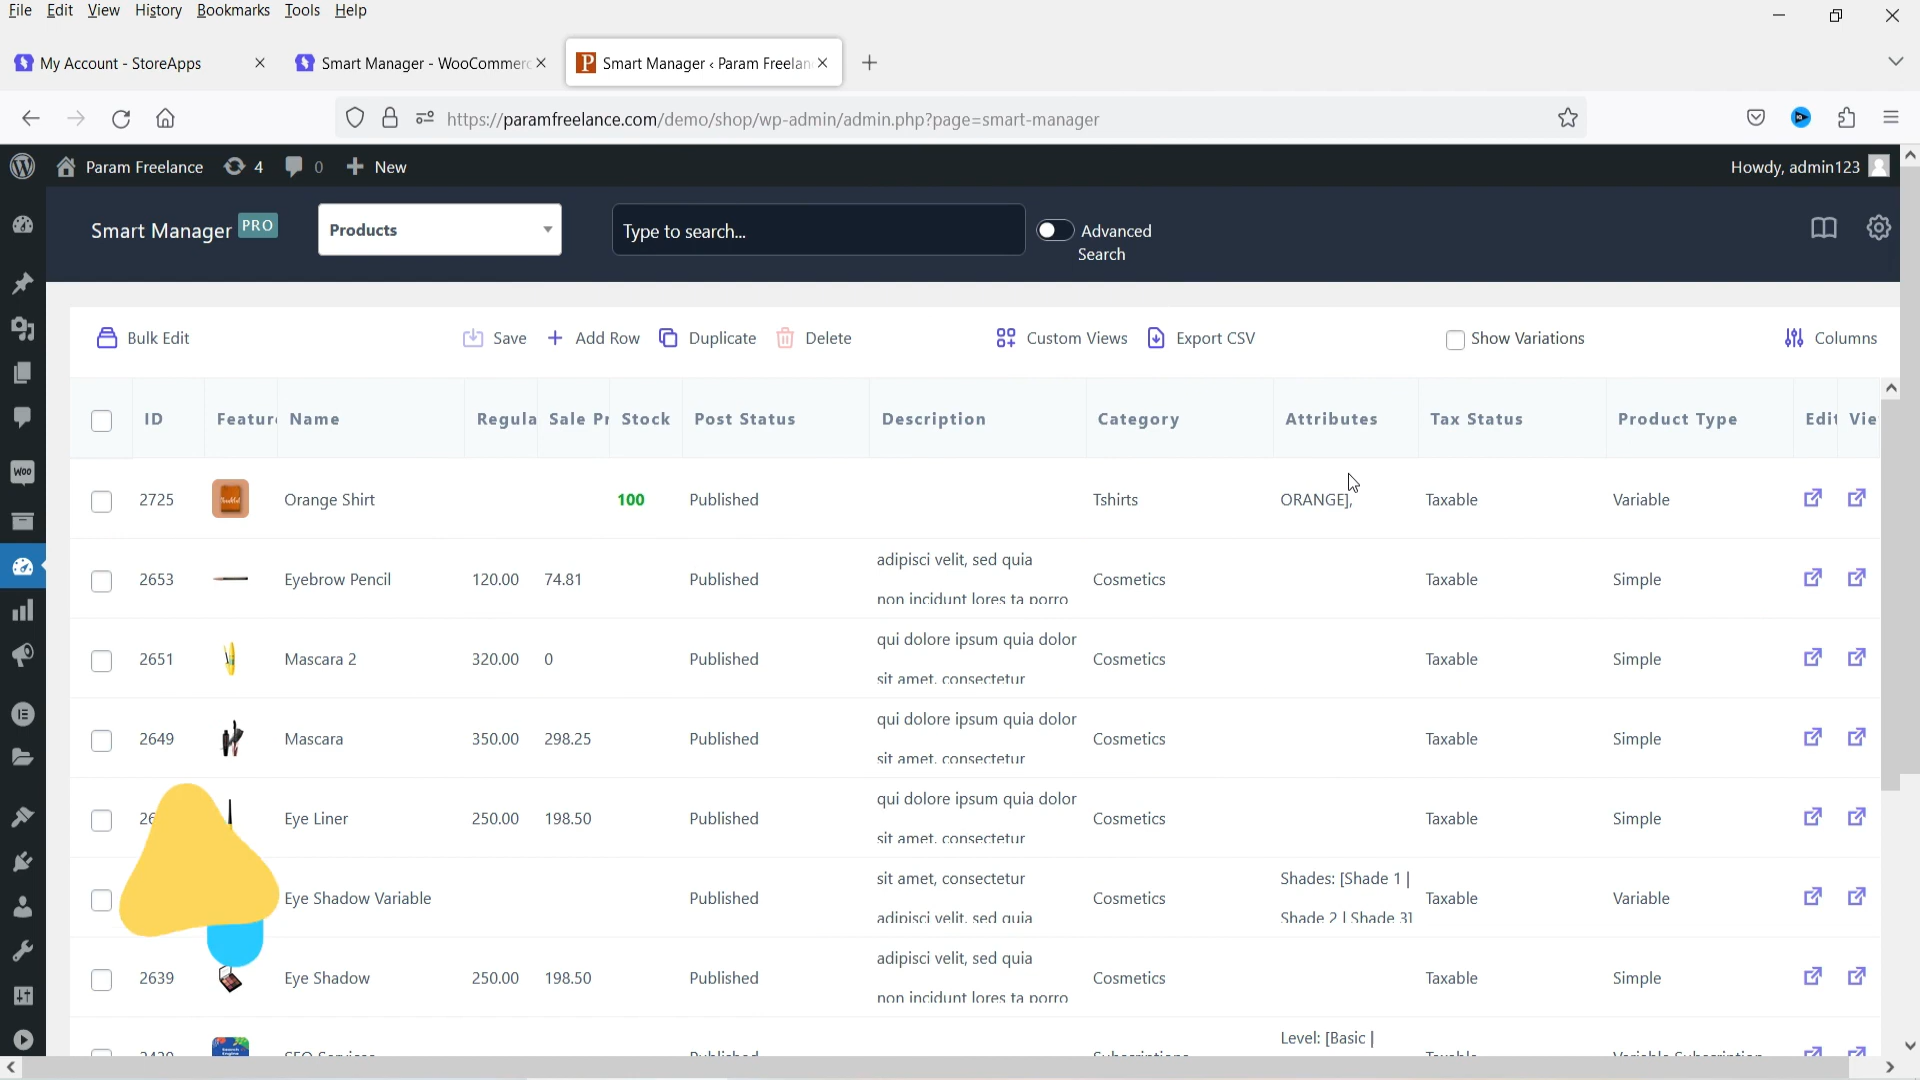 File Edit View History Bookmarks Tools Help
My Account - StoreApps
Smart Manager - WooCommerc
Smart Manager ‹ Param Freelan
https://paramfreelance.com/demo/shop/wp-admin/admin.php?page=smart-manager
Param Freelance 4 0 New
Howdy, admin123
Smart Manager PRO
Products
Type to search...
Advanced
Search
Bulk Edit Save Add Row Duplicate Delete Custom Views Export CSV Show Variations Columns
ID Featur Name Regula Sale Pr Stock Post Status Description Category Attributes Tax Status Product Type Edit Vie
2725 Orange Shirt 100 Published Tshirts ORANGE], Taxable Variable
adipisci velit, sed quia
2653 Eyebrow Pencil 120.00 74.81 Published Cosmetics Taxable Simple
non incidunt lores ta porro
qui dolore ipsum quia dolor
2651 Mascara 2 320.00 0 Published Cosmetics Taxable Simple
sit amet, consectetur
qui dolore ipsum quia dolor
2649 Mascara 350.00 298.25 Published Cosmetics Taxable Simple
sit amet, consectetur
qui dolore ipsum quia dolor
Eye Liner 250.00 198.50 Published Cosmetics Taxable Simple
sit amet, consectetur
sit amet, consectetur Shades: [Shade 1 |
Eye Shadow Variable Published Cosmetics Taxable Variable
adipisci velit, sed quia Shade 2 | Shade 3]
adipisci velit, sed quia
2639 Eye Shadow 250.00 198.50 Published Cosmetics Taxable Simple
non incidunt lores ta porro
Level: [Basic |
SEO Services Published Subscriptions Taxable Variable Subscription